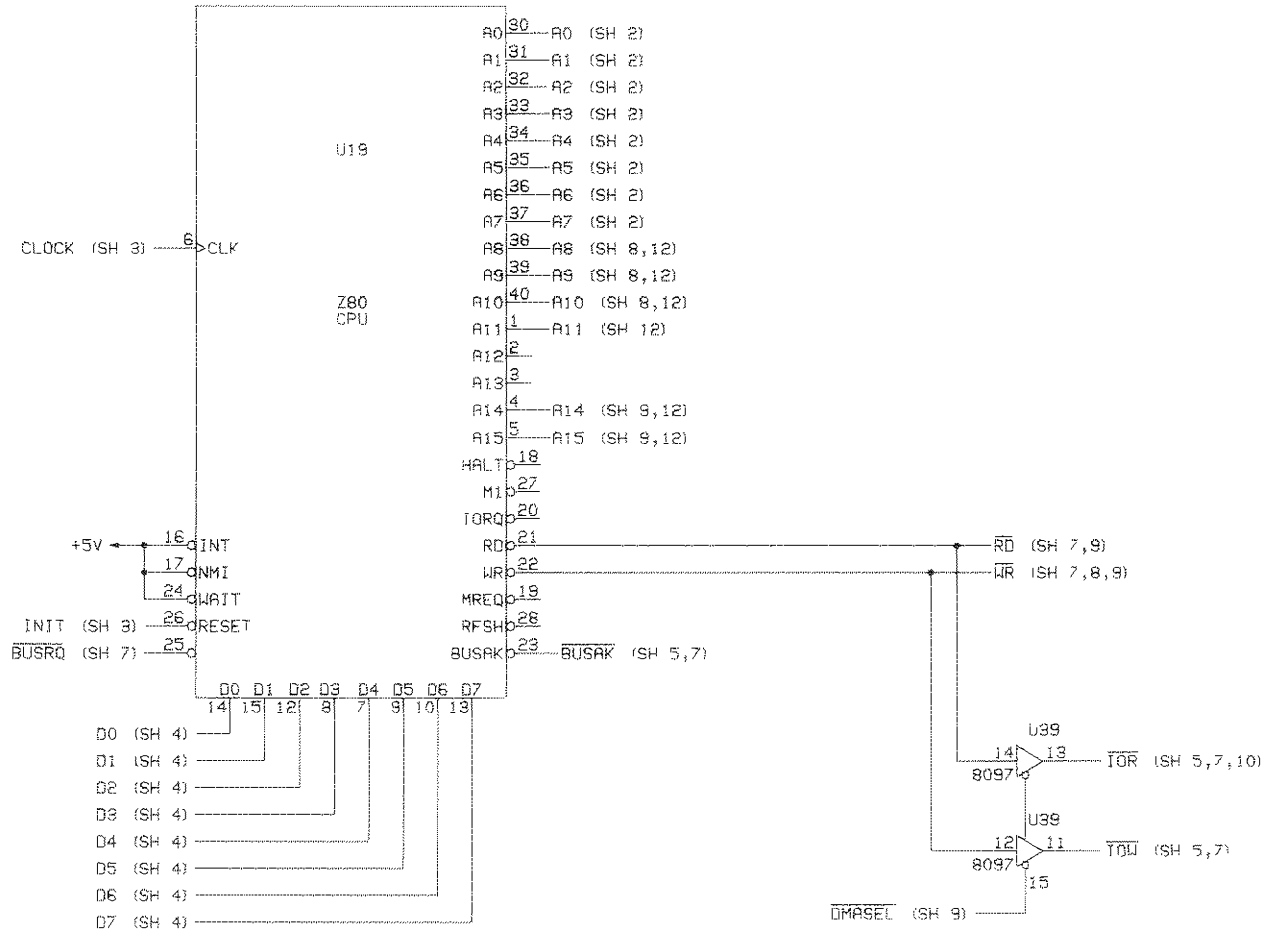 U19
Z80
CPU
CLOCK (SH 3) 6 CLK
A0 30 A0 (SH 2)
A1 31 A1 (SH 2)
A2 32 A2 (SH 2)
A3 33 A3 (SH 2)
A4 34 A4 (SH 2)
A5 35 A5 (SH 2)
A6 36 A6 (SH 2)
A7 37 A7 (SH 2)
A8 38 A8 (SH 8,12)
A9 39 A9 (SH 8,12)
A10 40 A10 (SH 8,12)
A11 1 A11 (SH 12)
A12 2
A13 3
A14 4 A14 (SH 9,12)
A15 5 A15 (SH 9,12)
HALT 18
M1 27
IORQ 20
+5V 16 INT
RD 21 RD (SH 7,9)
17 NMI
WR 22 WR (SH 7,8,9)
24 WAIT
MREQ 19
INIT (SH 3) 26 RESET
RFSH 28
BUSRQ (SH 7) 25
BUSAK 23 BUSAK (SH 5,7)
D0 D1 D2 D3 D4 D5 D6 D7
14 15 12 8 7 9 10 13
D0 (SH 4)
D1 (SH 4)
D2 (SH 4)
D3 (SH 4)
D4 (SH 4)
D5 (SH 4)
D6 (SH 4)
D7 (SH 4)
U39
14 13 IOR (SH 5,7,10)
8097
U39
12 11 IOW (SH 5,7)
8097
15
DMASEL (SH 9)